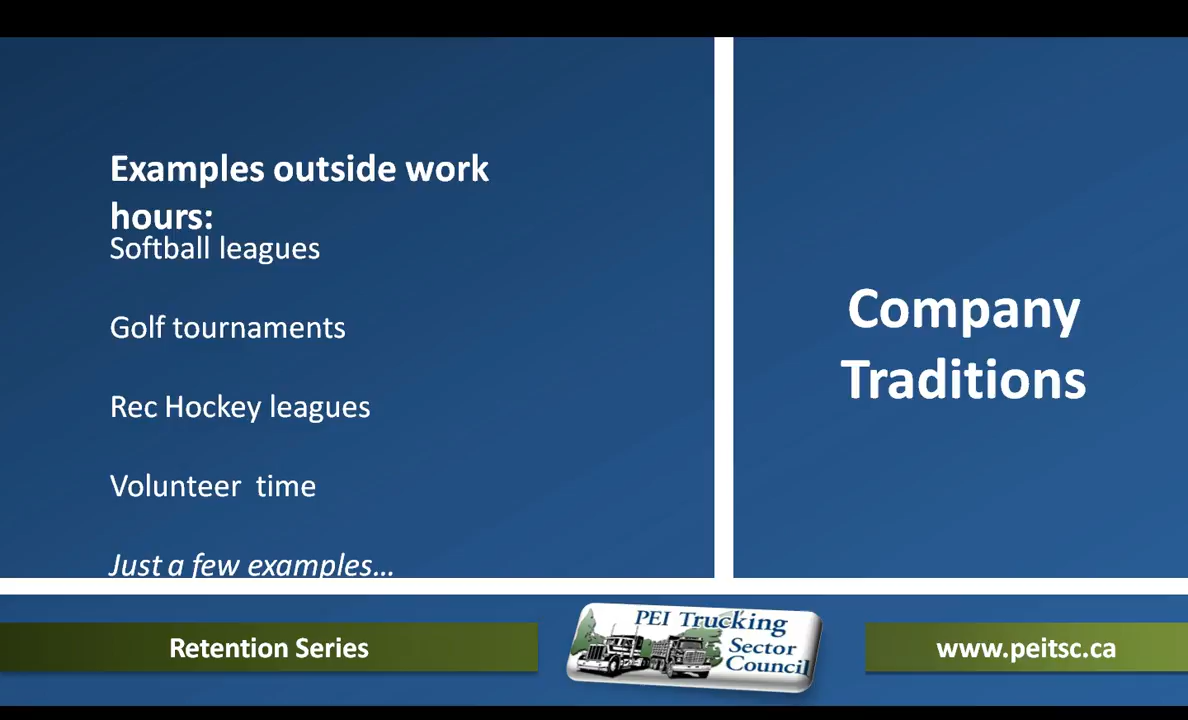 Examples outside work
hours:
Softball leagues
Golf tournaments
Rec Hockey leagues
Volunteer  time
Just a few examples...
Company
Traditions
Retention Series
PEI Trucking
Sector
Council
www.peitsc.ca